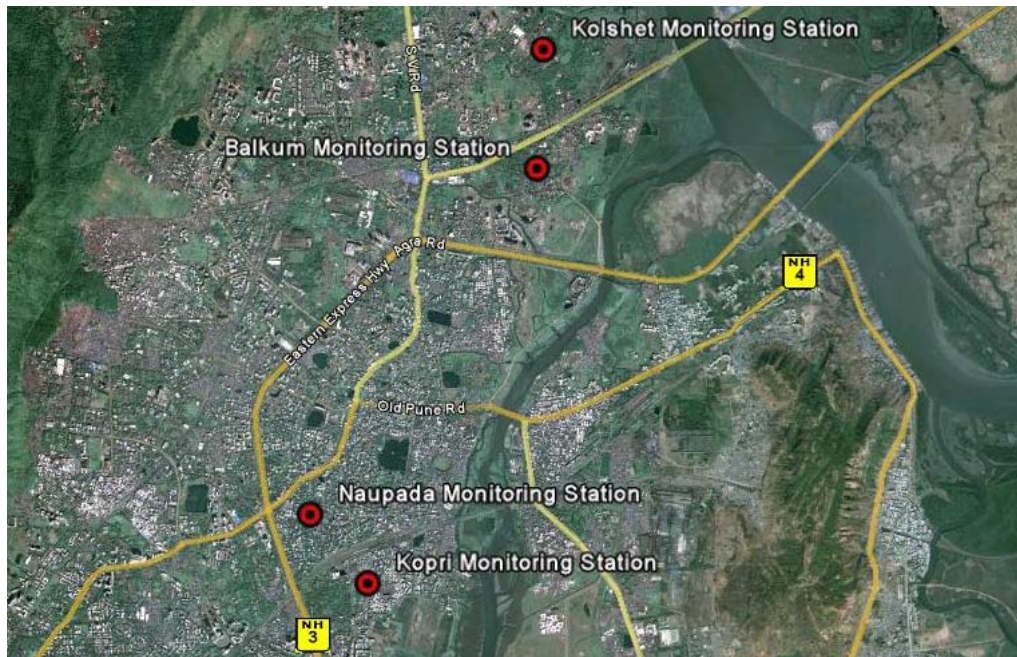 Kolshet Monitoring Station
S.V.Rd
Balkum Monitoring Station
Agra Rd
Eastern Express Hwy
NH
4
Old Pune Rd
Naupada Monitoring Station
Kopri Monitoring Station
NH
3